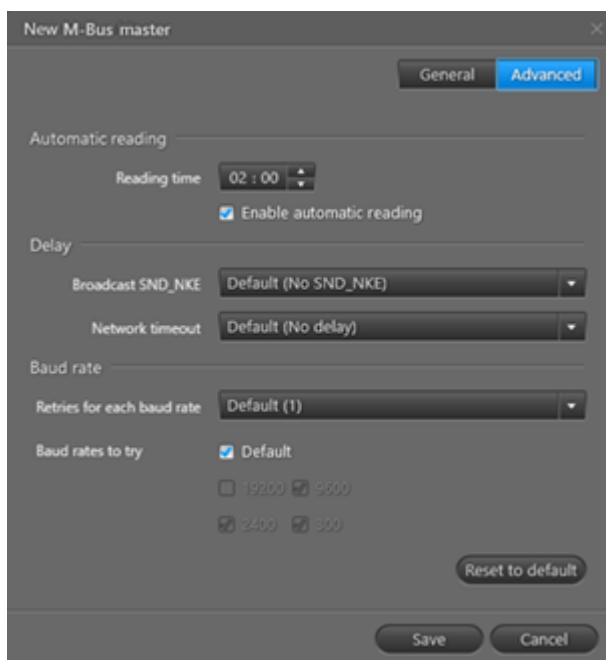 New M-Bus master
General Advanced
Automatic reading
Reading time 02 : 00
Enable automatic reading
Delay
Broadcast SND_NKE Default (No SND_NKE)
Network timeout Default (No delay)
Baud rate
Retries for each baud rate Default (1)
Baud rates to try Default
19200 9600
2400 300
Reset to default
Save Cancel